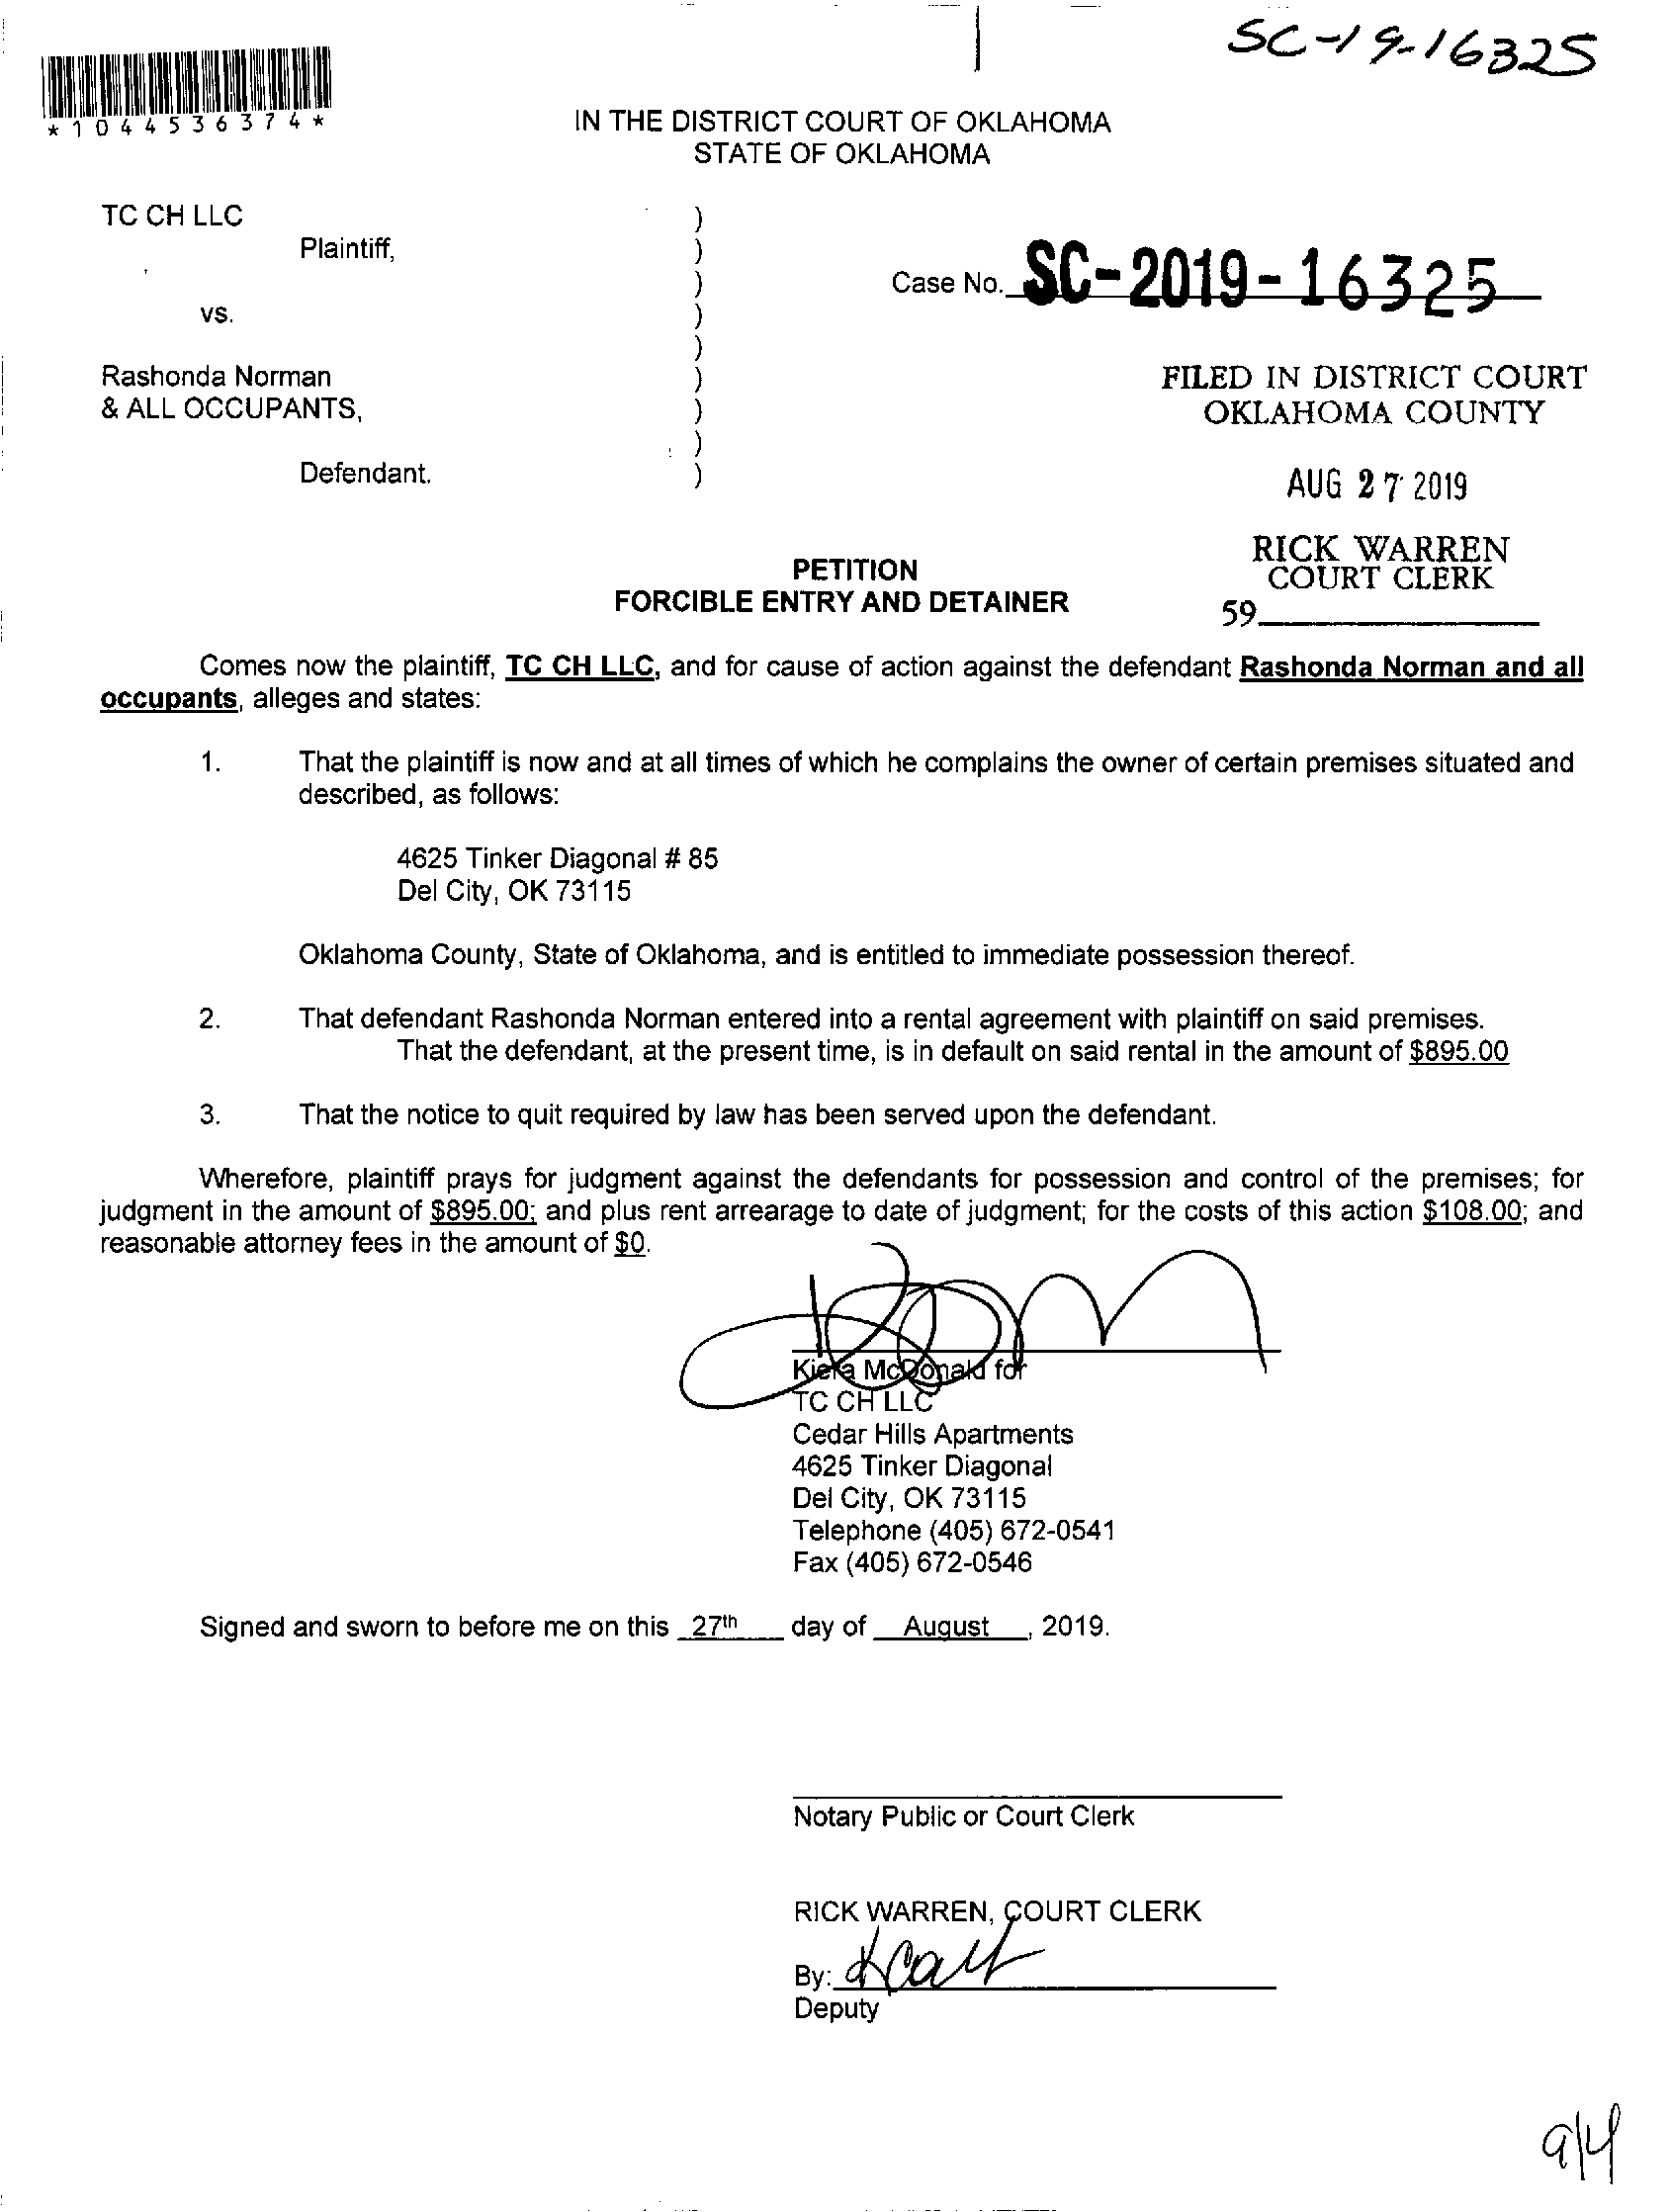 SC-19-16325
*1044536374*
IN THE DISTRICT COURT OF OKLAHOMA
STATE OF OKLAHOMA
TC CH LLC )
Plaintiff, )
) Case No. SC-2019-16325
vs. )
)
Rashonda Norman )
& ALL OCCUPANTS, )
)
Defendant. )
FILED IN DISTRICT COURT
OKLAHOMA COUNTY
AUG 27 2019
RICK WARREN
COURT CLERK
59
PETITION
FORCIBLE ENTRY AND DETAINER
Comes now the plaintiff, TC CH LLC, and for cause of action against the defendant Rashonda Norman and all
occupants, alleges and states:
1. That the plaintiff is now and at all times of which he complains the owner of certain premises situated and
described, as follows:
4625 Tinker Diagonal # 85
Del City, OK 73115
Oklahoma County, State of Oklahoma, and is entitled to immediate possession thereof.
2. That defendant Rashonda Norman entered into a rental agreement with plaintiff on said premises.
That the defendant, at the present time, is in default on said rental in the amount of $895.00
3. That the notice to quit required by law has been served upon the defendant.
Wherefore, plaintiff prays for judgment against the defendants for possession and control of the premises; for
judgment in the amount of $895.00; and plus rent arrearage to date of judgment; for the costs of this action $108.00; and
reasonable attorney fees in the amount of $0.
Kiera McDonald for
TC CH LLC
Cedar Hills Apartments
4625 Tinker Diagonal
Del City, OK 73115
Telephone (405) 672-0541
Fax (405) 672-0546
Signed and sworn to before me on this 27th day of August, 2019.
Notary Public or Court Clerk
RICK WARREN, COURT CLERK
By:
Deputy
9/4